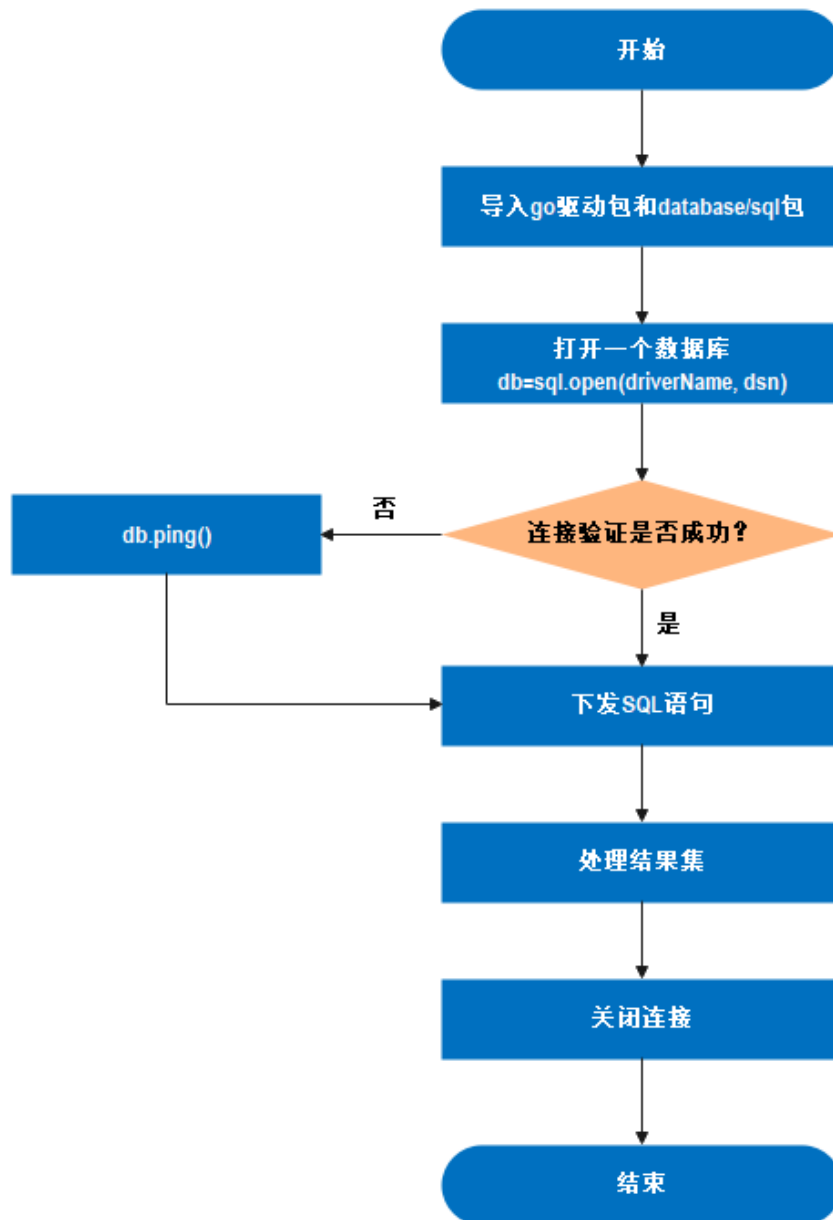 开始
导入go驱动包和database/sql包
打开一个数据库
db=sql.open(driverName, dsn)
连接验证是否成功？
否
db.ping()
是
下发SQL语句
处理结果集
关闭连接
结束